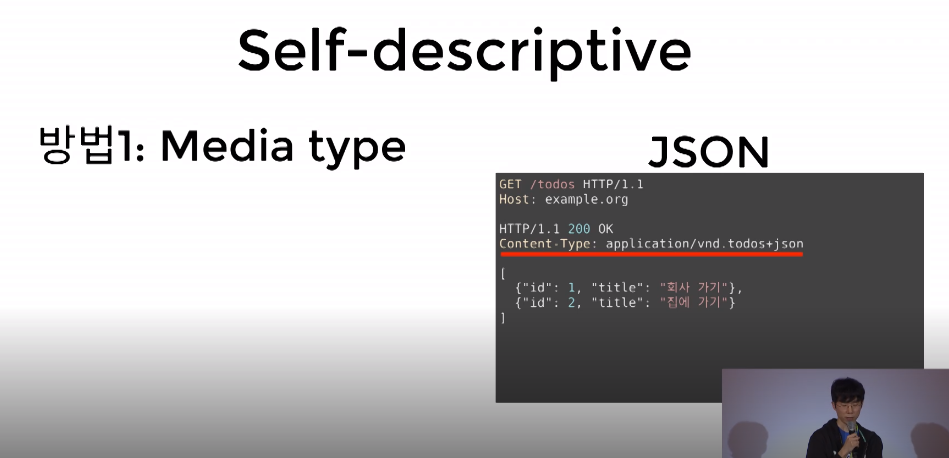 Self-descriptive
방법1: Media type
JSON
GET /todos HTTP/1.1
Host: example.org
HTTP/1.1 200 OK
Content-Type: application/vnd.todos+json
[
  {"id": 1, "title": "회사 가기"},
  {"id": 2, "title": "집에 가기"}
]